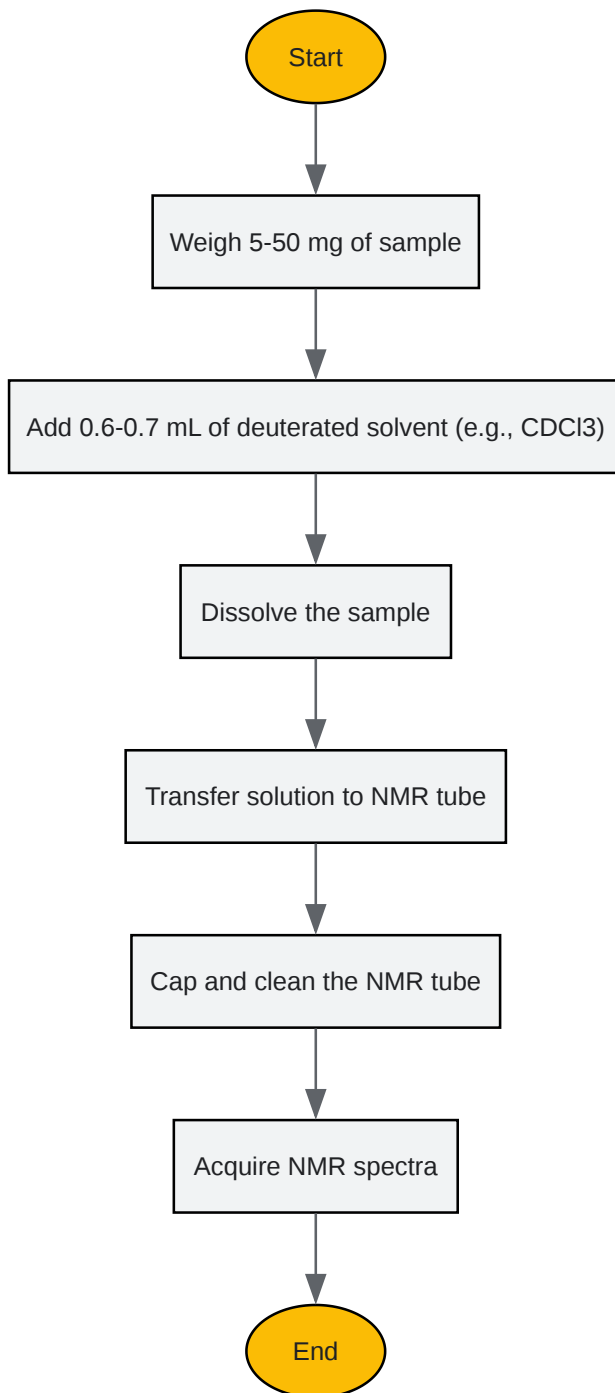 Start
Weigh 5-50 mg of sample
Add 0.6-0.7 mL of deuterated solvent (e.g., CDCl3)
Dissolve the sample
Transfer solution to NMR tube
Cap and clean the NMR tube
Acquire NMR spectra
End